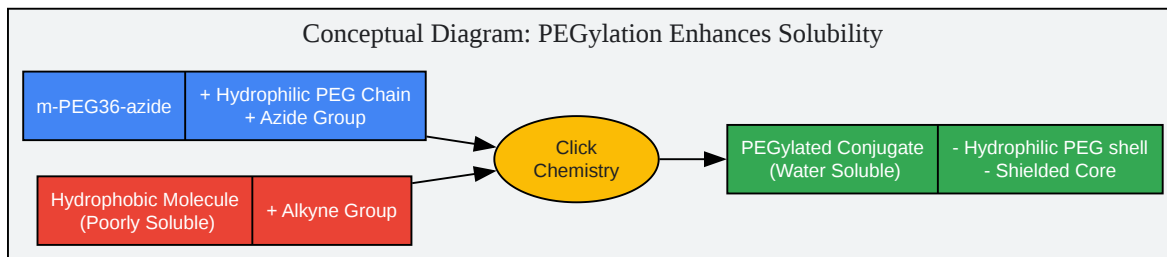 Conceptual Diagram: PEGylation Enhances Solubility
m-PEG36-azide
+ Hydrophilic PEG Chain
+ Azide Group
Hydrophobic Molecule
(Poorly Soluble)
+ Alkyne Group
Click
Chemistry
PEGylated Conjugate
(Water Soluble)
- Hydrophilic PEG shell
- Shielded Core